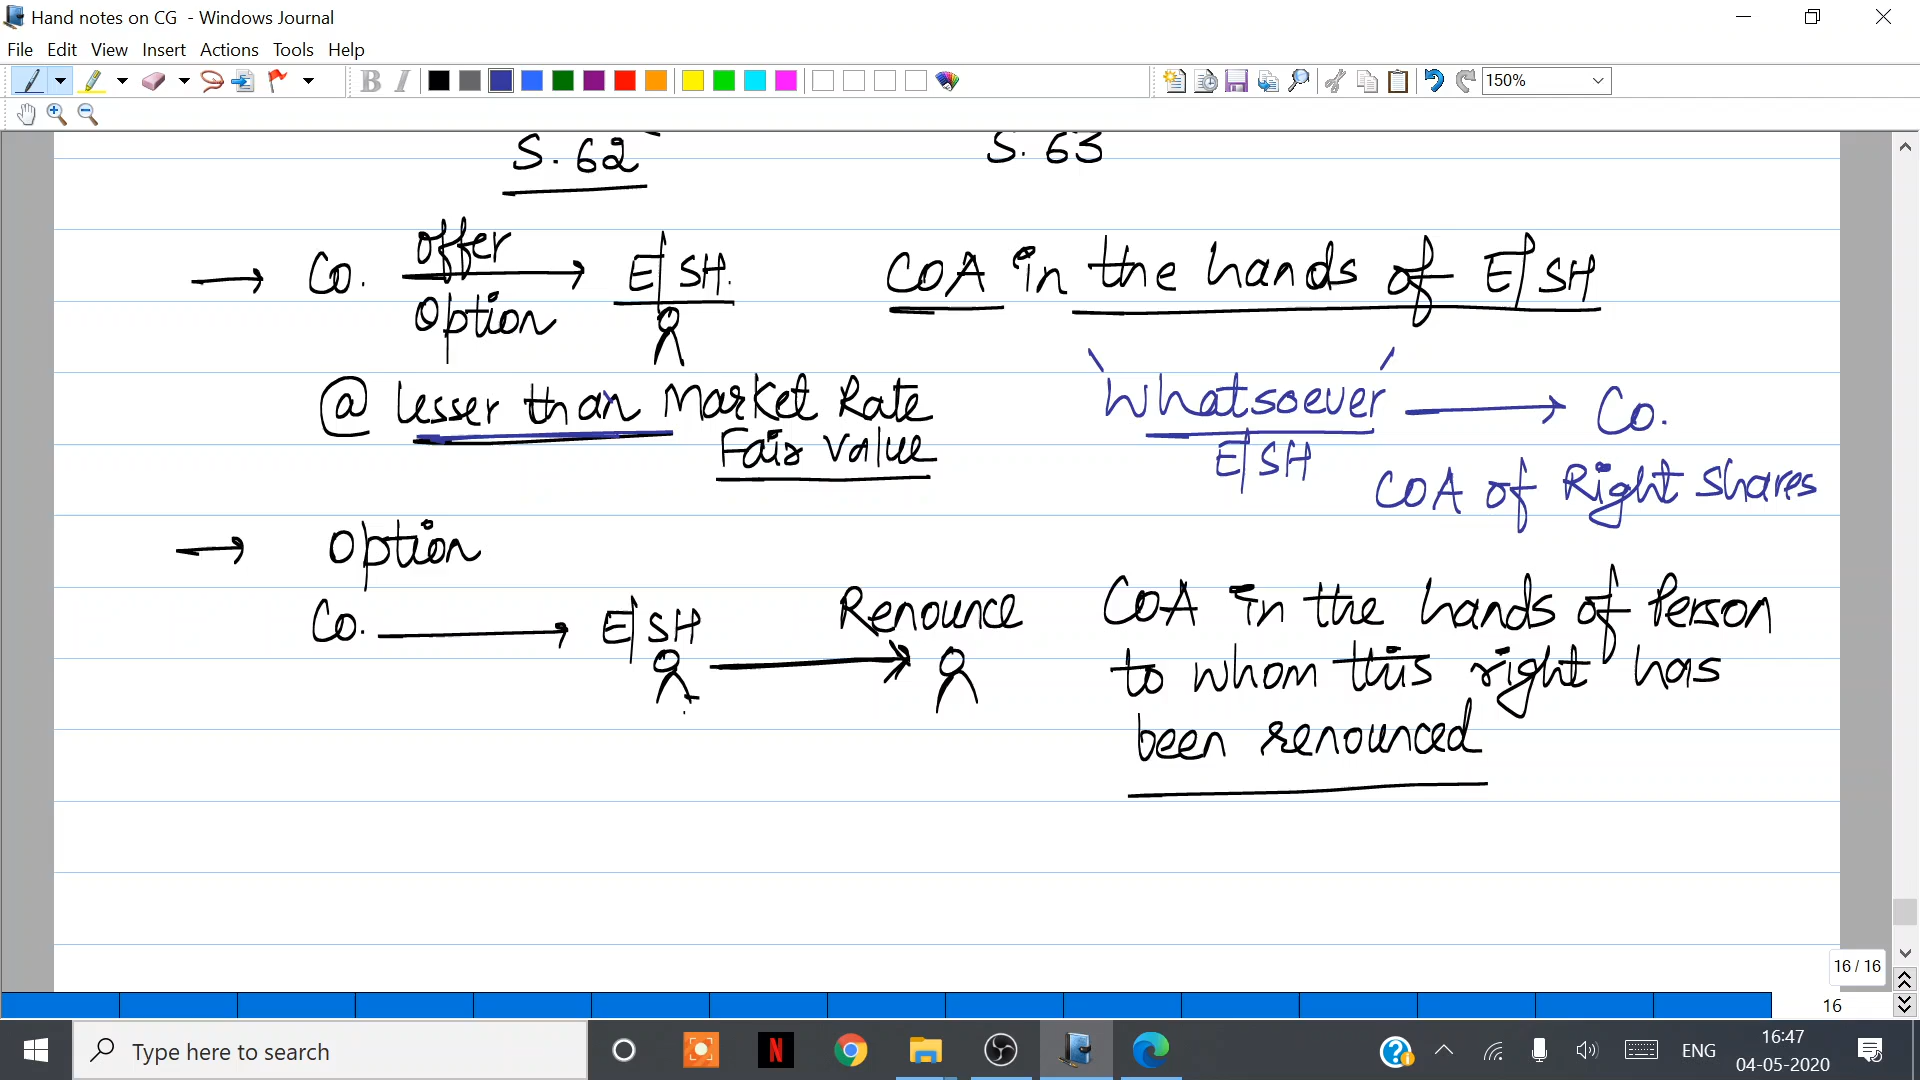 Hand notes on CG - Windows Journal
File Edit View Insert Actions Tools Help
B I 150%
S. 62 S. 63
→ Co. offer → E/SH. COA in the hands of E/SH
Option
@ lesser than Market Rate 'Whatsoever' → Co.
Fair Value E/SH
COA of Right Shares
→ Option
Co. → E/SH Renounce COA in the hands of Person
to whom this right has
been renounced
16 / 16
16
Type here to search
ENG
16:47
04-05-2020